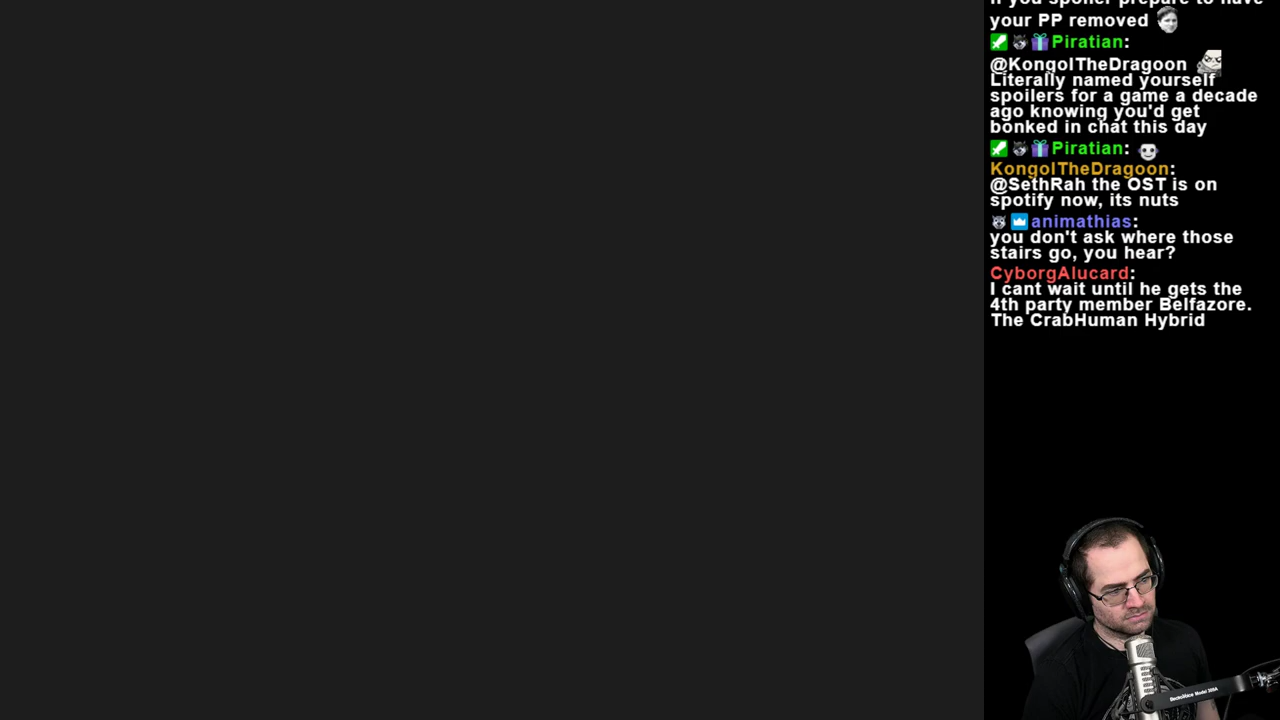 your PP removed
Piratian:
@KongolTheDragoon
Literally named yourself
spoilers for a game a decade
ago knowing you'd get
bonked in chat this day
Piratian:
KongolTheDragoon:
@SethRah the OST is on
spotify now, its nuts
animathias:
you don't ask where those
stairs go, you hear?
CyborgAlucard:
I cant wait until he gets the
4th party member Belfazore.
The CrabHuman Hybrid